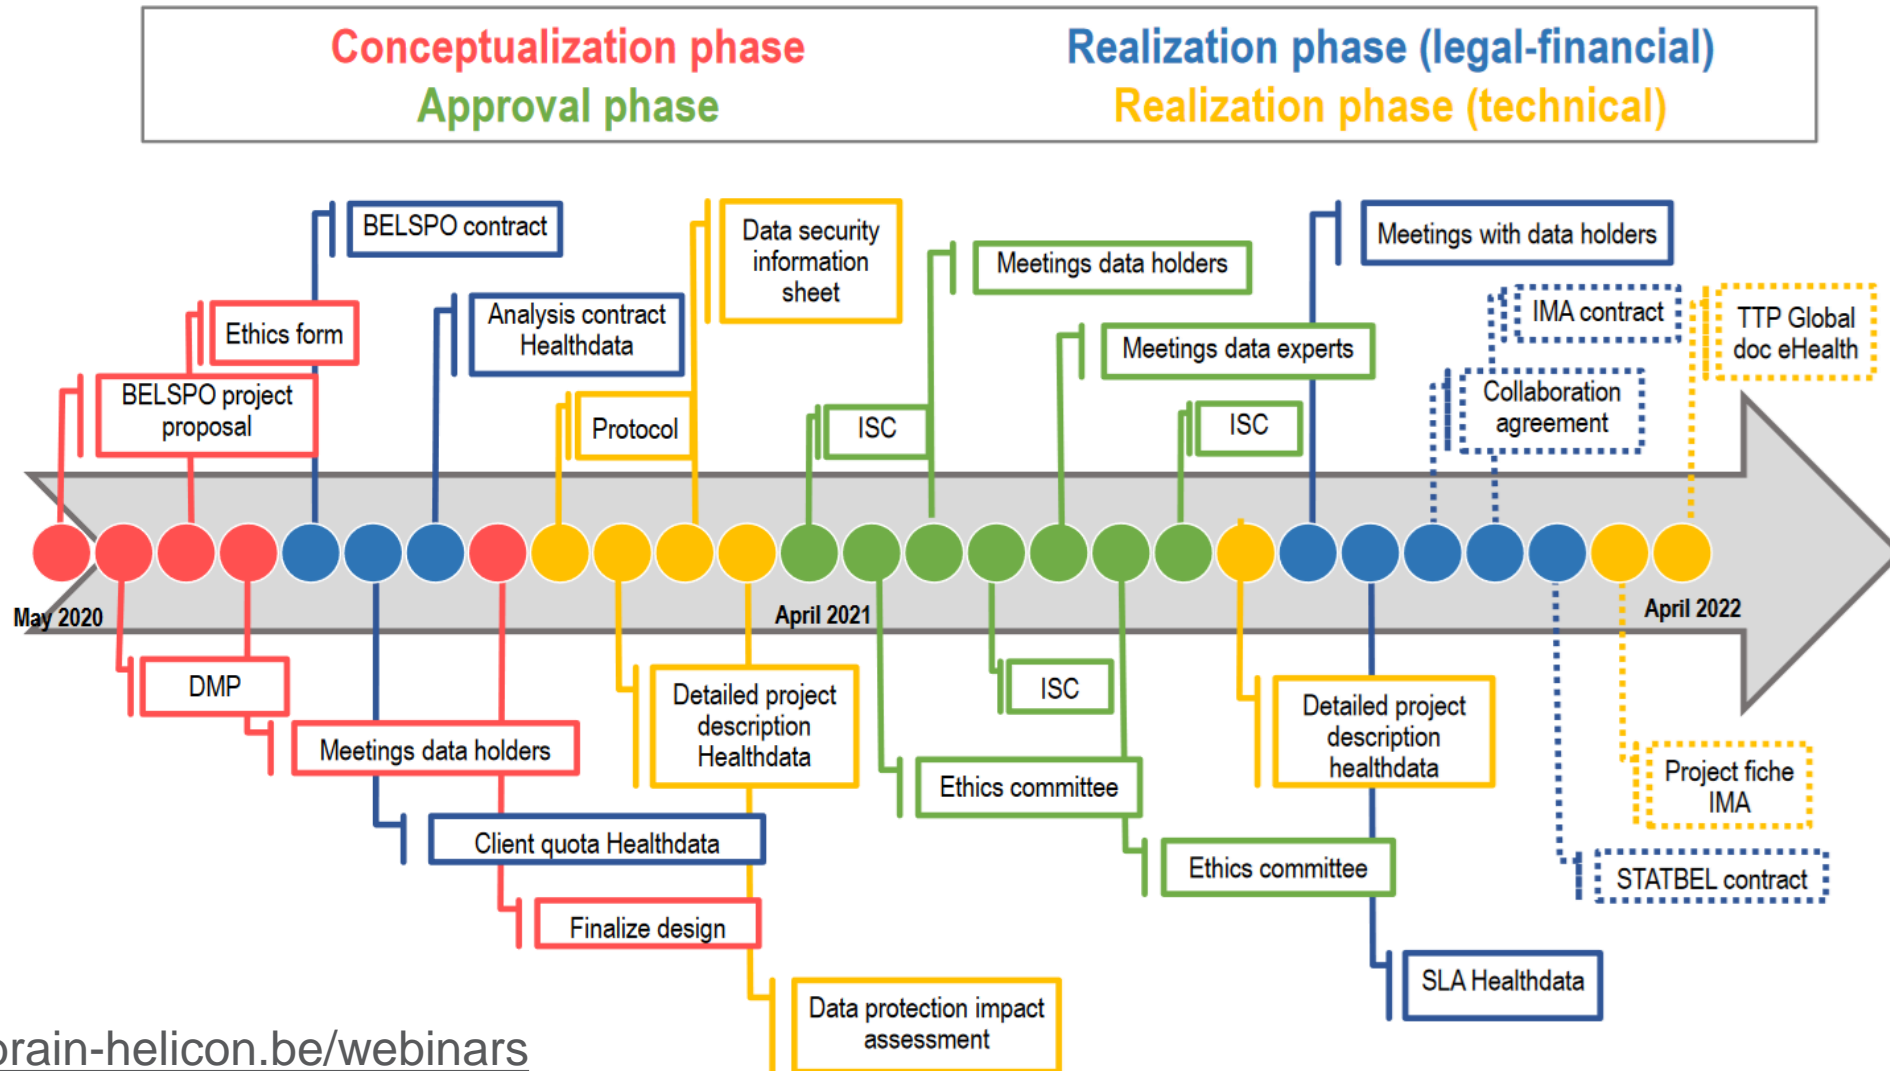 Conceptualization phase
Realization phase (legal-financial)
Approval phase
Realization phase (technical)
BELSPO contract
Data security
information
sheet
Meetings data holders
Meetings with data holders
Ethics form
Analysis contract
Healthdata
Meetings data experts
IMA contract
TTP Global
doc eHealth
BELSPO project
proposal
Protocol
ISC
ISC
Collaboration
agreement
May 2020
April 2021
April 2022
DMP
Meetings data holders
Detailed project
description
Healthdata
ISC
Detailed project
description
healthdata
Ethics committee
Project fiche
IMA
Client quota Healthdata
Ethics committee
STATBEL contract
Finalize design
SLA Healthdata
Data protection impact
assessment
brain-helicon.be/webinars